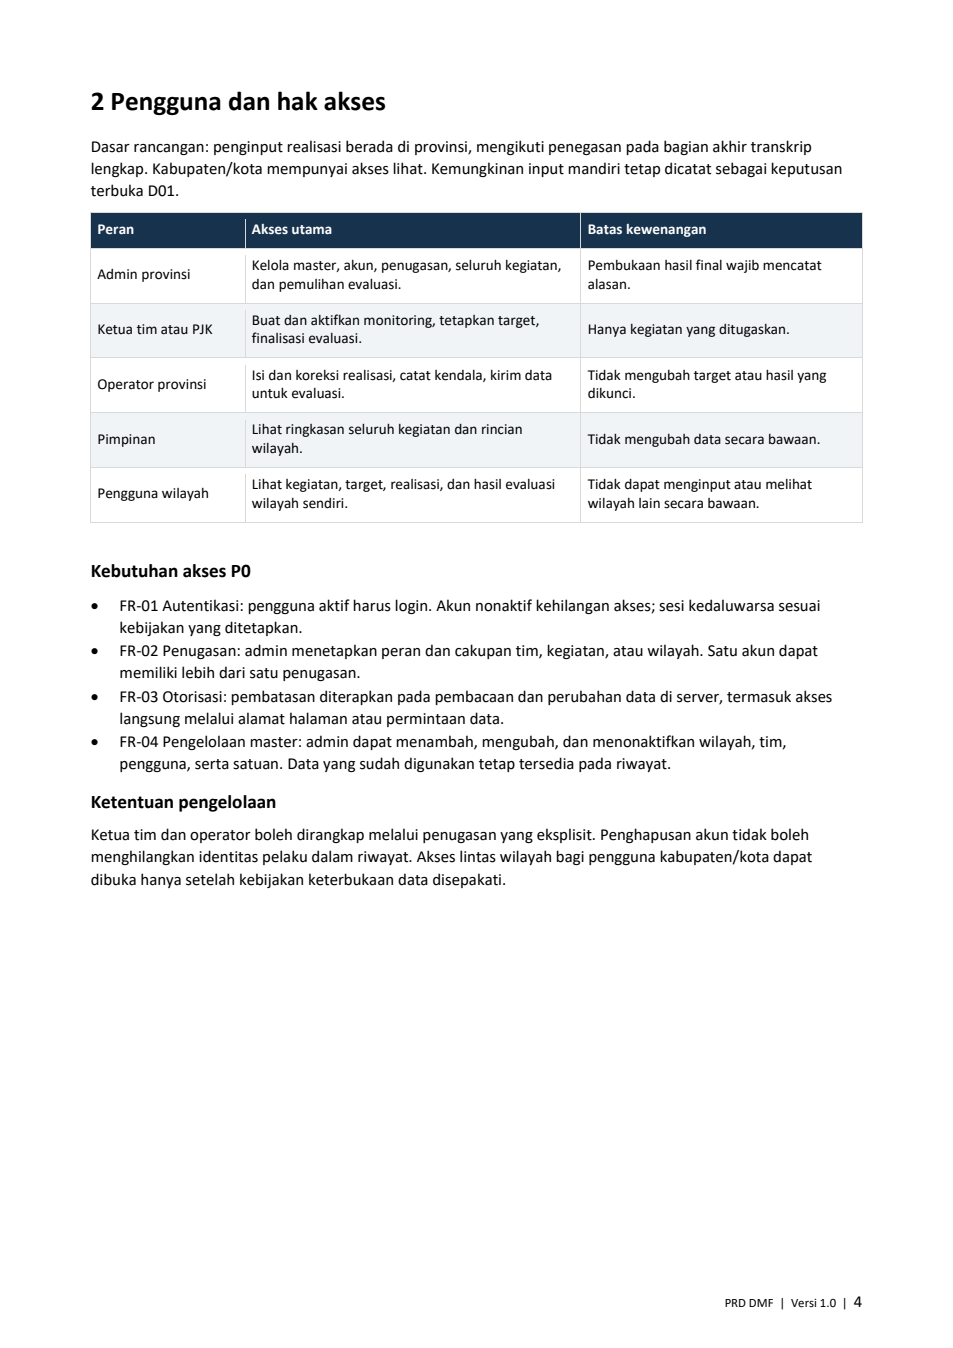 2 Pengguna dan hak akses
Dasar rancangan: penginput realisasi berada di provinsi, mengikuti penegasan pada bagian akhir transkrip
lengkap. Kabupaten/kota mempunyai akses lihat. Kemungkinan input mandiri tetap dicatat sebagai keputusan
terbuka D01.
Peran
Akses utama
Batas kewenangan
Admin provinsi
Kelola master, akun, penugasan, seluruh kegiatan,
dan pemulihan evaluasi.
Pembukaan hasil final wajib mencatat
alasan.
Ketua tim atau PJK
Buat dan aktifkan monitoring, tetapkan target,
finalisasi evaluasi.
Hanya kegiatan yang ditugaskan.
Operator provinsi
Isi dan koreksi realisasi, catat kendala, kirim data
untuk evaluasi.
Tidak mengubah target atau hasil yang
dikunci.
Pimpinan
Lihat ringkasan seluruh kegiatan dan rincian
wilayah.
Tidak mengubah data secara bawaan.
Pengguna wilayah
Lihat kegiatan, target, realisasi, dan hasil evaluasi
wilayah sendiri.
Tidak dapat menginput atau melihat
wilayah lain secara bawaan.
Kebutuhan akses P0
• FR-01 Autentikasi: pengguna aktif harus login. Akun nonaktif kehilangan akses; sesi kedaluwarsa sesuai
kebijakan yang ditetapkan.
• FR-02 Penugasan: admin menetapkan peran dan cakupan tim, kegiatan, atau wilayah. Satu akun dapat
memiliki lebih dari satu penugasan.
• FR-03 Otorisasi: pembatasan diterapkan pada pembacaan dan perubahan data di server, termasuk akses
langsung melalui alamat halaman atau permintaan data.
• FR-04 Pengelolaan master: admin dapat menambah, mengubah, dan menonaktifkan wilayah, tim,
pengguna, serta satuan. Data yang sudah digunakan tetap tersedia pada riwayat.
Ketentuan pengelolaan
Ketua tim dan operator boleh dirangkap melalui penugasan yang eksplisit. Penghapusan akun tidak boleh
menghilangkan identitas pelaku dalam riwayat. Akses lintas wilayah bagi pengguna kabupaten/kota dapat
dibuka hanya setelah kebijakan keterbukaan data disepakati.
PRD DMF | Versi 1.0 | 4